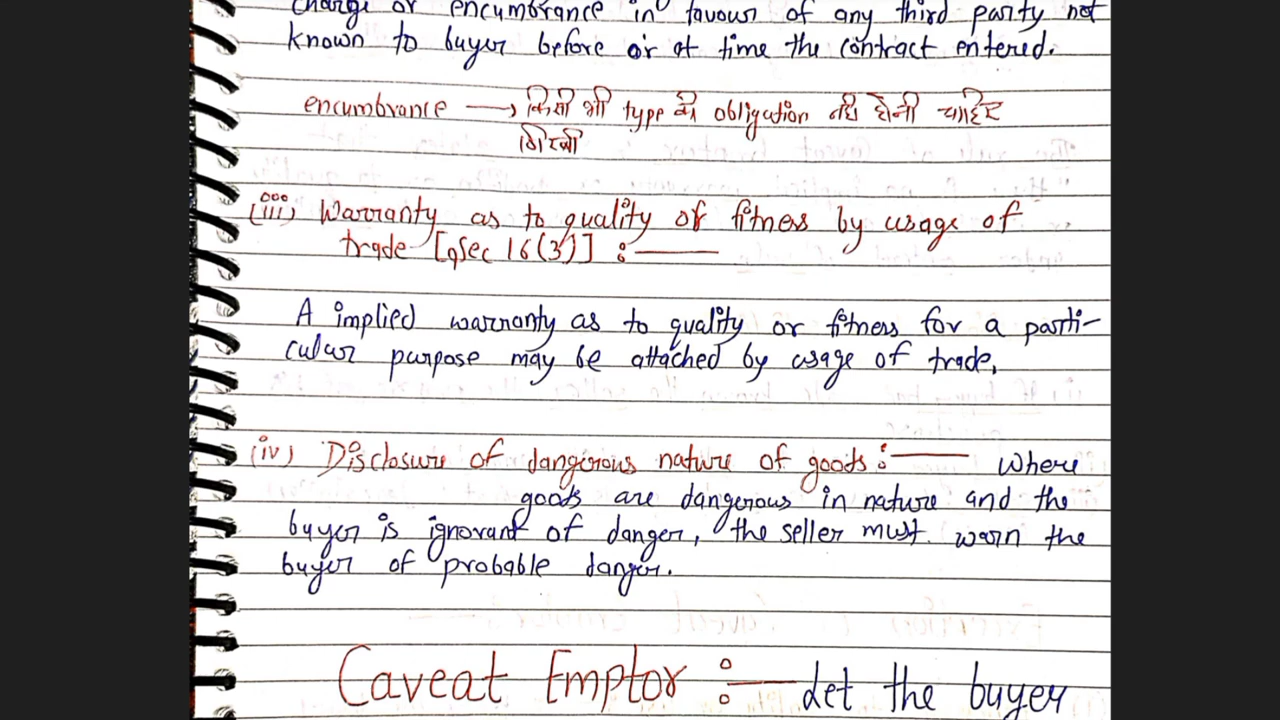 charge or encumbrance in favour of any third party not
known to buyer before or at time the contract entered.
encumbrance → किसी भी type की obligation नही होनी चाहिए
गिरवी
(iii) Warranty as to quality or fitness by usage of
trade [Sec 16(3)] :—
A implied warranty as to quality or fitness for a parti-
cular purpose may be attached by usage of trade.
(iv) Disclosure of dangerous nature of goods :— Where
goods are dangerous in nature and the
buyer is ignorant of danger, the seller must warn the
buyer of probable danger.
Caveat Emptor :— Let the buyer